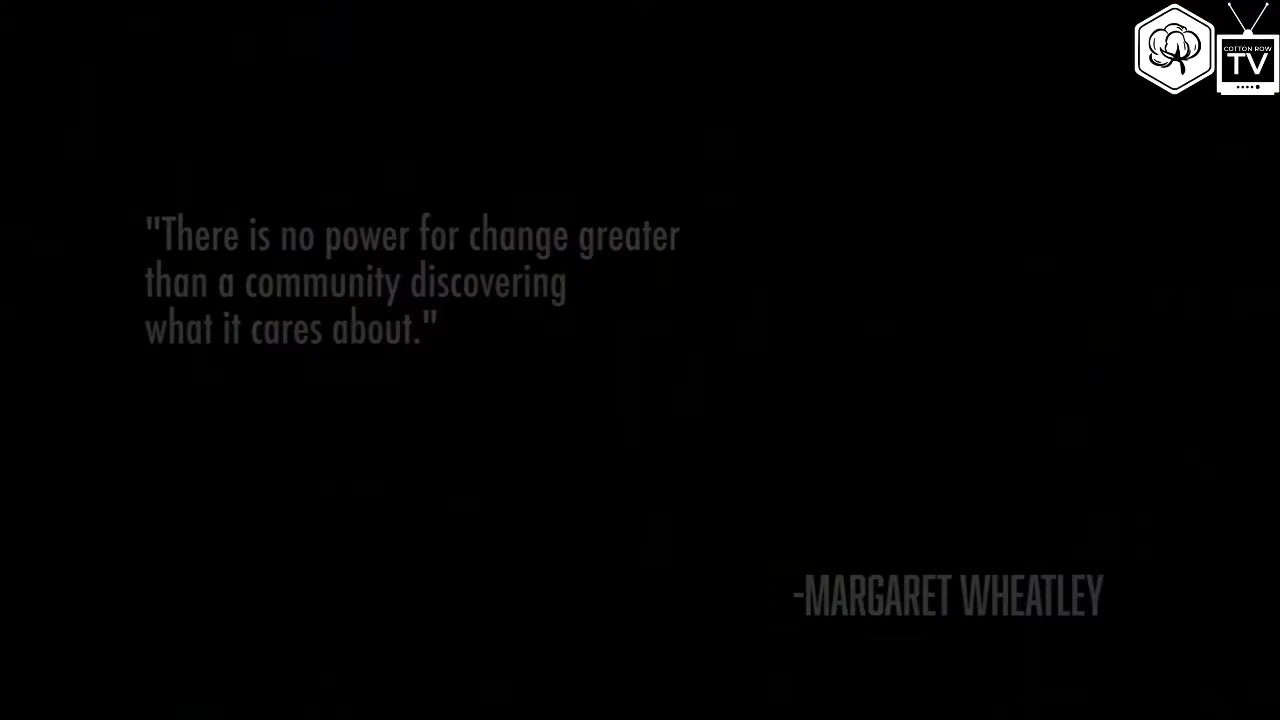 COTTON ROW
TV
"There is no power for change greater
than a community discovering
what it cares about."
-MARGARET WHEATLEY